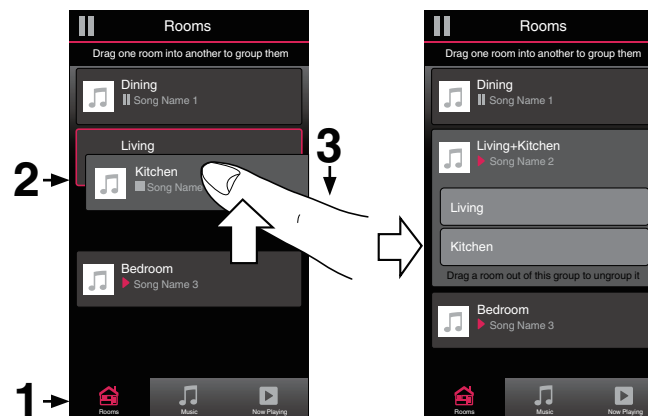 Rooms
Drag one room into another to group them
Dining
Song Name 1
Living
Kitchen
Song Name
Bedroom
Song Name 3
Rooms
Music
Now Playing
1
2
3
Rooms
Drag one room into another to group them
Dining
Song Name 1
Living+Kitchen
Song Name 2
Living
Kitchen
Drag a room out of this group to ungroup it
Bedroom
Song Name 3
Rooms
Music
Now Playing